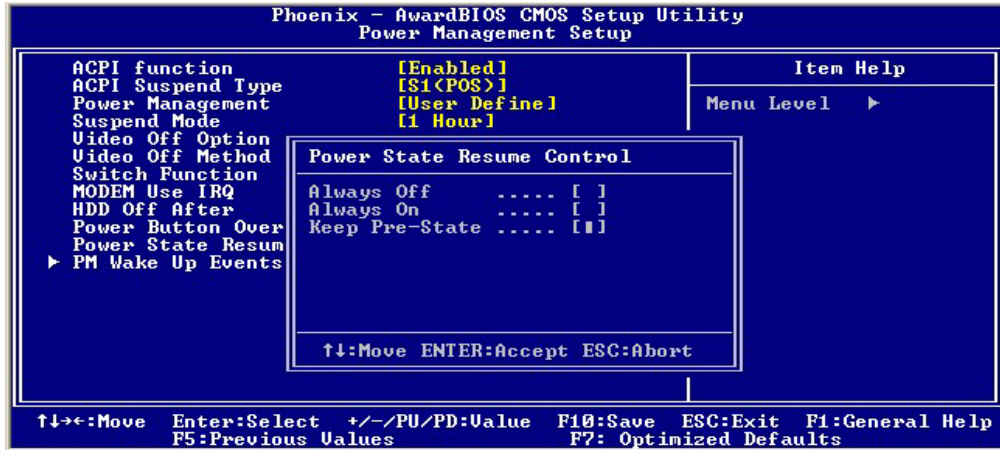 Phoenix - AwardBIOS CMOS Setup Utility
Power Management Setup
ACPI function [Enabled]
ACPI Suspend Type [S1(POS)]
Power Management [User Define]
Suspend Mode [1 Hour]
Video Off Option
Video Off Method
Switch Function
MODEM Use IRQ
HDD Off After
Power Button Over
Power State Resum
► PM Wake Up Events
Power State Resume Control
Always Off ..... [ ]
Always On ..... [ ]
Keep Pre-State ..... [▮]
↑↓:Move ENTER:Accept ESC:Abort
Item Help
Menu Level ►
↑↓→←:Move Enter:Select +/-/PU/PD:Value F10:Save ESC:Exit F1:General Help
F5:Previous Values F7: Optimized Defaults